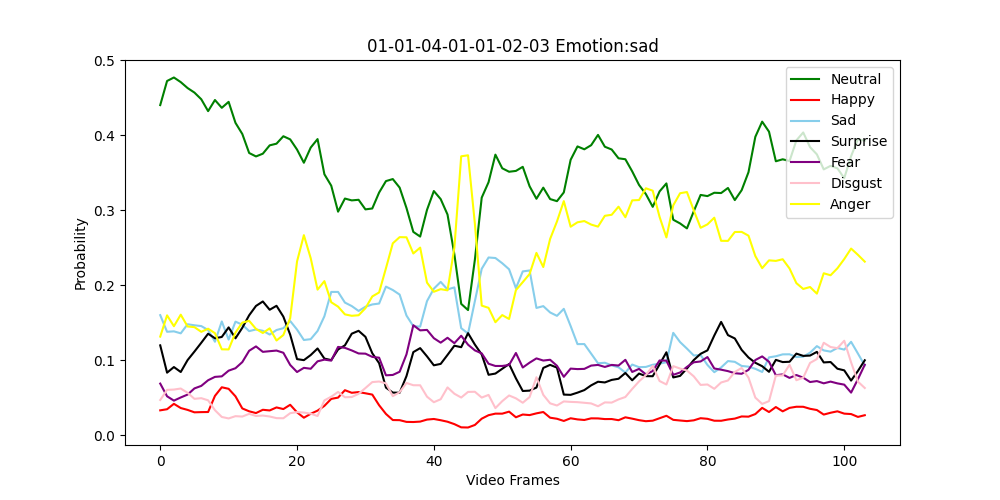 01-01-04-01-01-02-03 Emotion:sad
Probability
0.5
0.4
0.3
0.2
0.1
0.0
0 20 40 60 80 100
Video Frames
Neutral
Happy
Sad
Surprise
Fear
Disgust
Anger